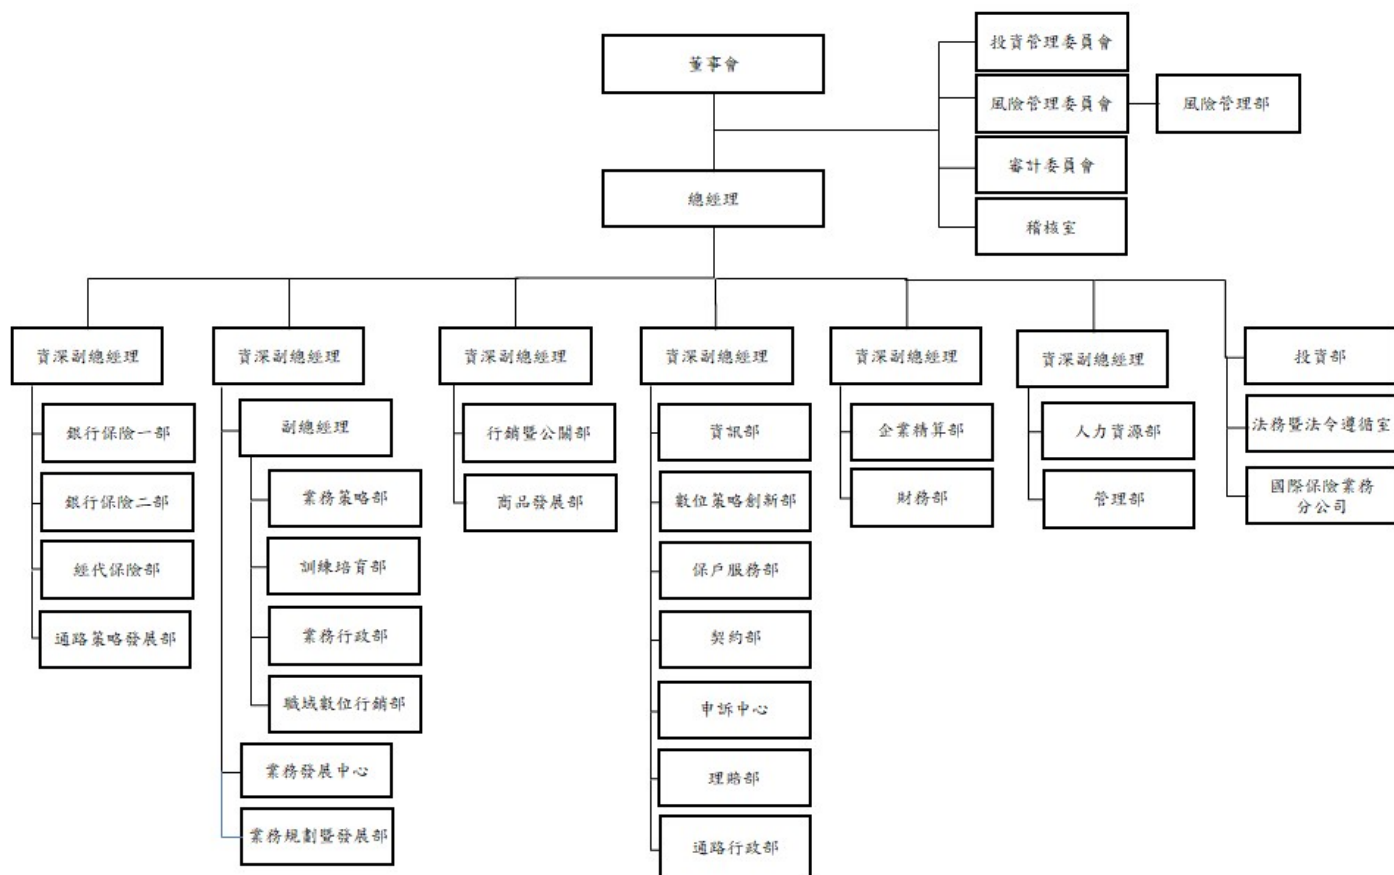 董事會
投資管理委員會
風險管理委員會
風險管理部
審計委員會
稽核室
總經理
資深副總經理
銀行保險一部
銀行保險二部
經代保險部
通路策略發展部
資深副總經理
副總經理
業務策略部
訓練培育部
業務行政部
職域數位行銷部
業務發展中心
業務規劃暨發展部
資深副總經理
行銷暨公關部
商品發展部
資深副總經理
資訊部
數位策略創新部
保戶服務部
契約部
申訴中心
理賠部
通路行政部
資深副總經理
企業精算部
財務部
資深副總經理
人力資源部
管理部
投資部
法務暨法令遵循室
國際保險業務
分公司